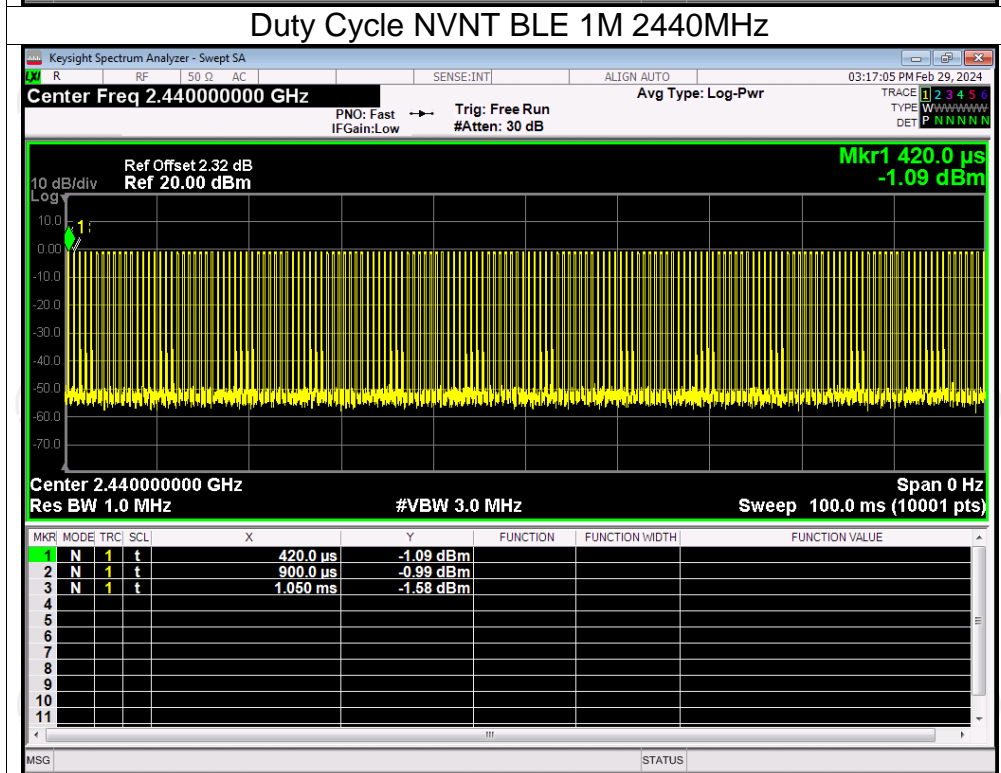 Duty Cycle NVNT BLE 1M 2440MHz
Keysight Spectrum Analyzer - Swept SA
LXI R RF 50 Ω AC SENSE:INT ALIGN AUTO 03:17:05 PM Feb 29, 2024
Center Freq 2.440000000 GHz Avg Type: Log-Pwr TRACE 1 2 3 4 5 6
PNO: Fast Trig: Free Run TYPE WWWWWW
IFGain:Low #Atten: 30 dB DET P N N N N N
Mkr1 420.0 µs
Ref Offset 2.32 dB
10 dB/div Ref 20.00 dBm -1.09 dBm
Log
10.0
1
0.00
-10.0
-20.0
-30.0
-40.0
-50.0
-60.0
-70.0
Center 2.440000000 GHz Span 0 Hz
Res BW 1.0 MHz #VBW 3.0 MHz Sweep 100.0 ms (10001 pts)
MKR MODE TRC SCL X Y FUNCTION FUNCTION WIDTH FUNCTION VALUE
1 N 1 t 420.0 µs -1.09 dBm
2 N 1 t 900.0 µs -0.99 dBm
3 N 1 t 1.050 ms -1.58 dBm
4
5
6
7
8
9
10
11
MSG STATUS